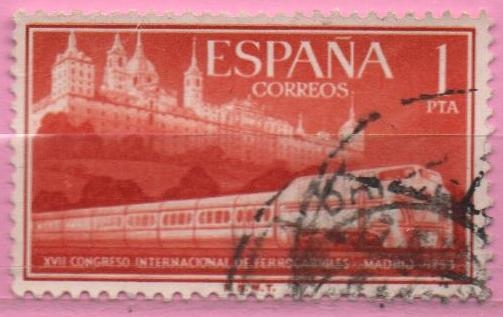 ESPAÑA 1
CORREOS PTA
XVII CONGRESO INTERNACIONAL DE FERROCARRILES - MADRID